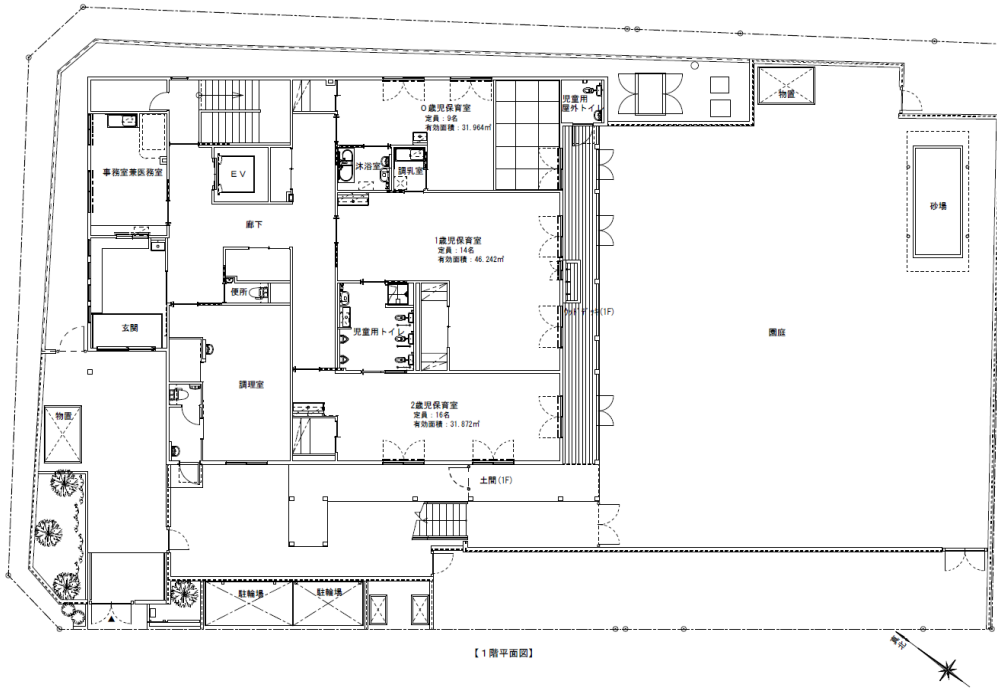 物置
児童用
屋外トイレ
0歳児保育室
定員：9名
有効面積：31.964㎡
事務室兼医務室
EV
沐浴室
調乳室
砂場
廊下
1歳児保育室
定員：14名
有効面積：46.242㎡
便所
玄関
児童用トイレ
ｳｯﾄﾞﾃﾞｯｷ(1F)
園庭
調理室
2歳児保育室
定員：16名
有効面積：31.872㎡
物置
土間(1F)
駐輪場
駐輪場
【1階平面図】
真北